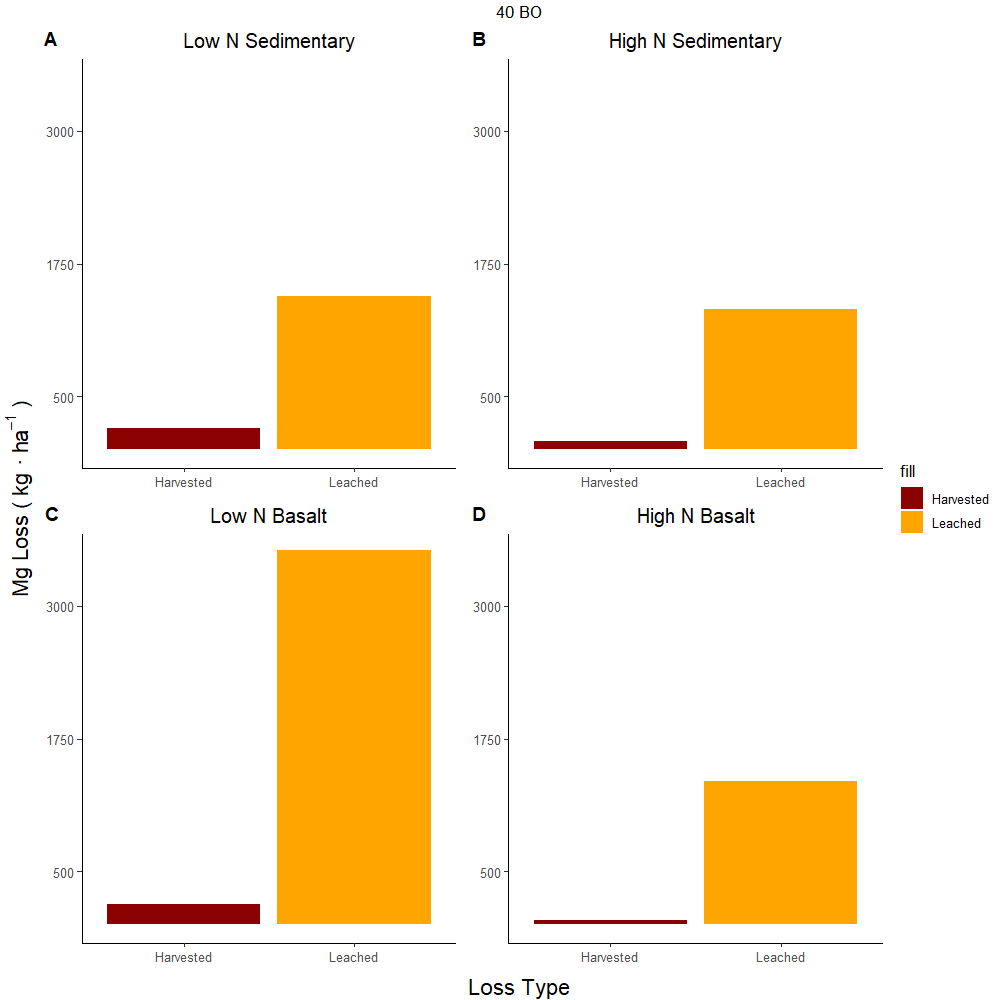 40 BO
A
Low N Sedimentary
B
High N Sedimentary
3000
1750
500
Harvested
Leached
3000
1750
500
Harvested
Leached
C
Low N Basalt
D
High N Basalt
3000
1750
500
Harvested
Leached
3000
1750
500
Harvested
Leached
Mg Loss ( kg · ha⁻¹ )
Loss Type
fill
Harvested
Leached